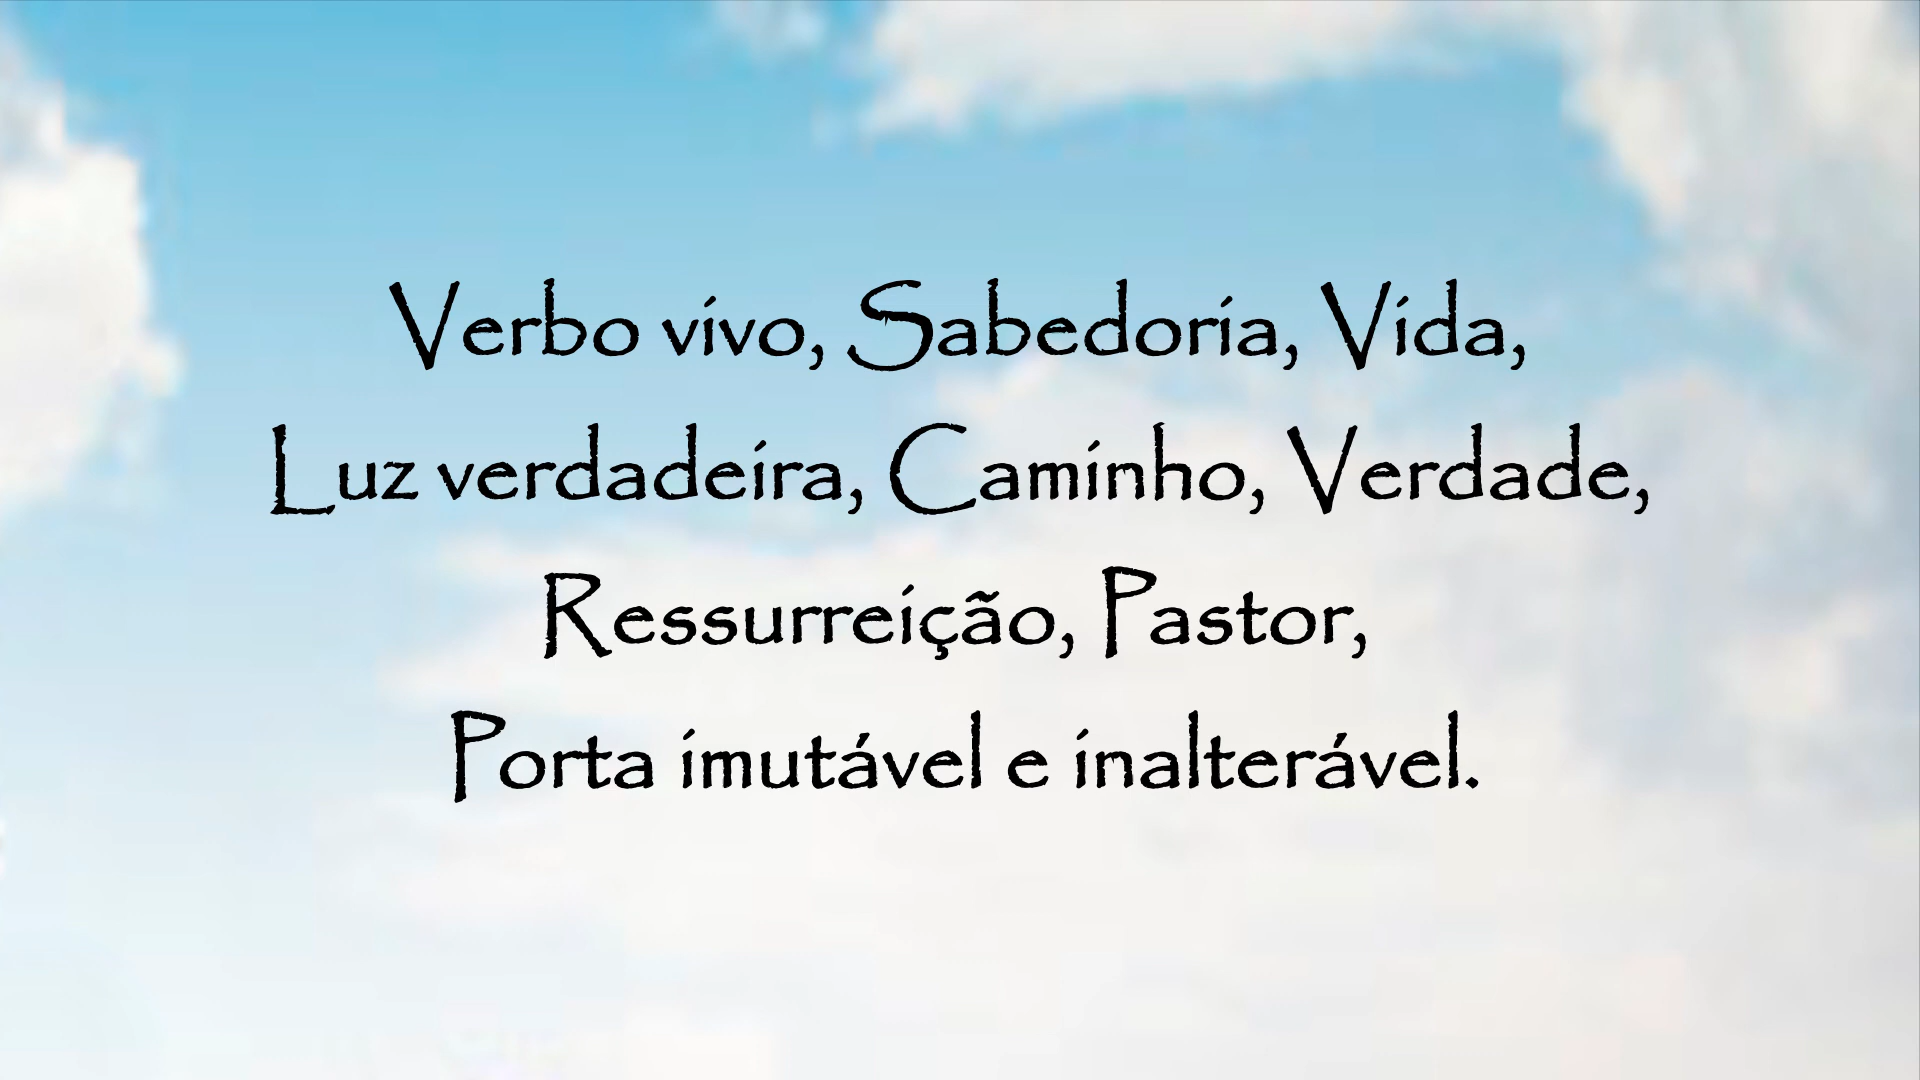 Verbo vivo, Sabedoria, Vida,
Luz verdadeira, Caminho, Verdade,
Ressurreição, Pastor,
Porta imutável e inalterável.